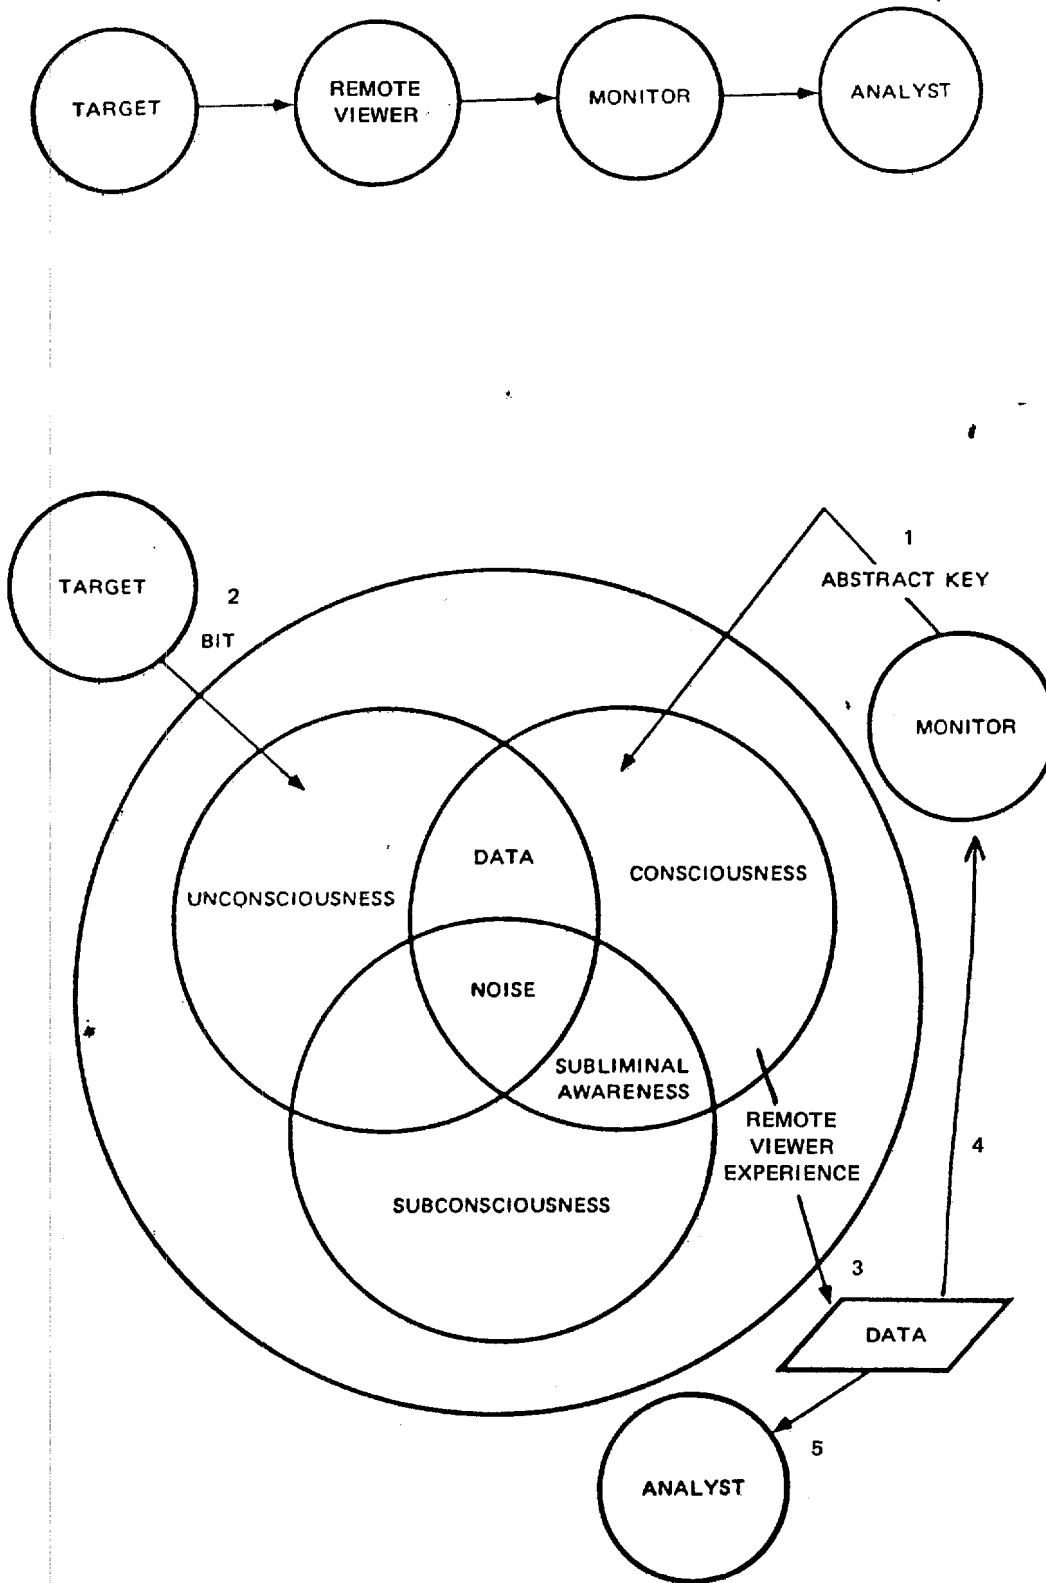 TARGET
REMOTE
VIEWER
MONITOR
ANALYST
TARGET
2
BIT
1
ABSTRACT KEY
MONITOR
DATA
CONSCIOUSNESS
UNCONSCIOUSNESS
NOISE
SUBLIMINAL
AWARENESS
REMOTE
VIEWER
EXPERIENCE
4
SUBCONSCIOUSNESS
3
DATA
5
ANALYST